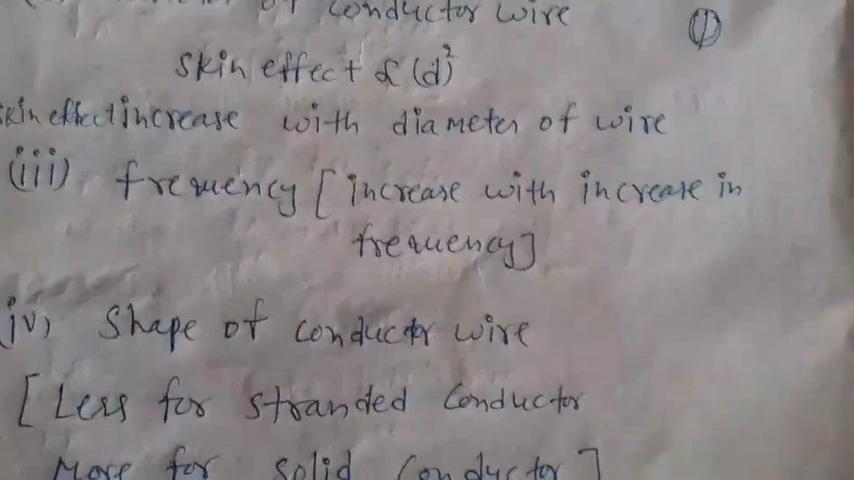 of conductor wire
①
skin effect ∝ (d)²
skin effect increase with diameter of wire
(iii) frequency [increase with increase in
frequency]
iv) Shape of conductor wire
[Less for stranded conductor
More for solid conductor]